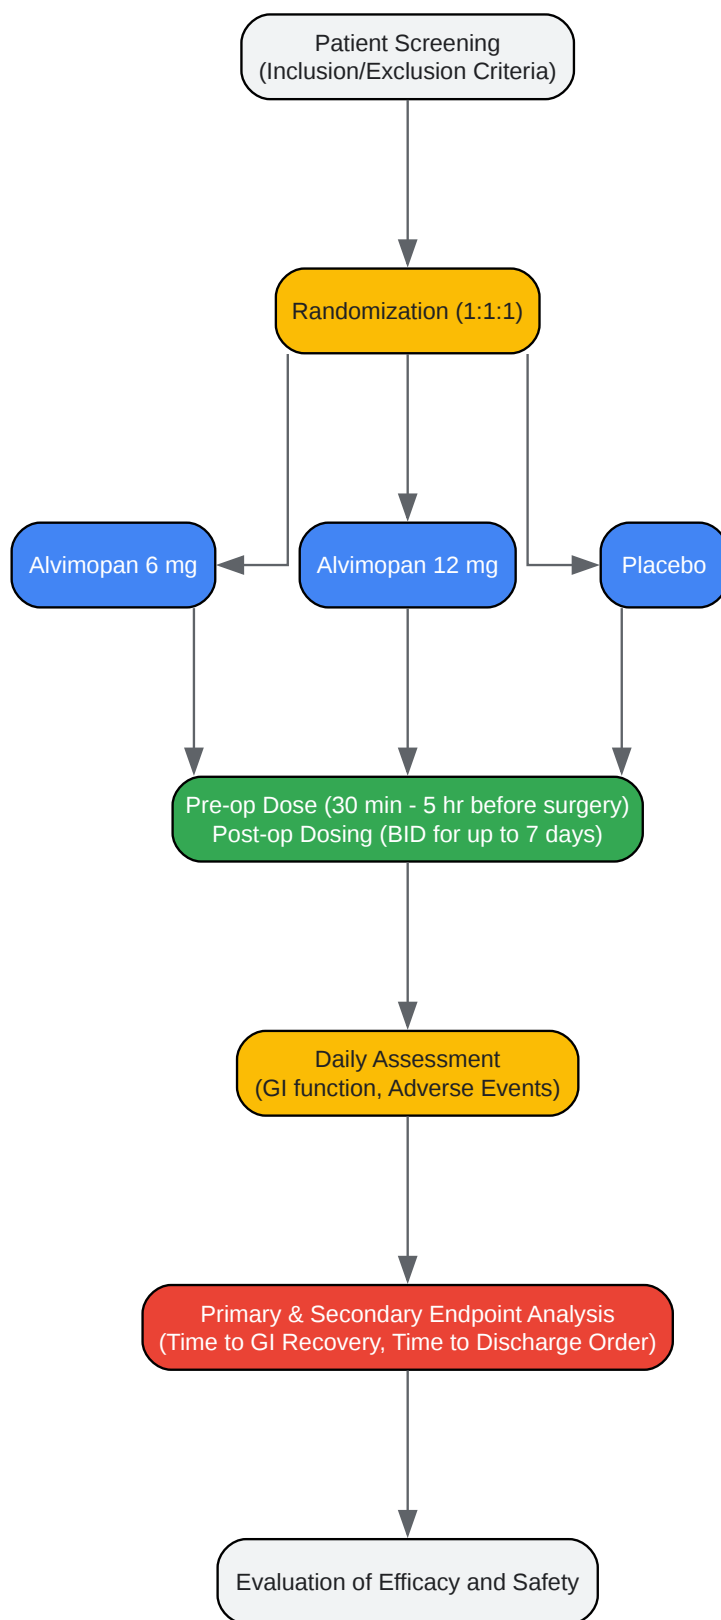 Patient Screening
(Inclusion/Exclusion Criteria)
Randomization (1:1:1)
Alvimopan 6 mg
Alvimopan 12 mg
Placebo
Pre-op Dose (30 min - 5 hr before surgery)
Post-op Dosing (BID for up to 7 days)
Daily Assessment
(GI function, Adverse Events)
Primary & Secondary Endpoint Analysis
(Time to GI Recovery, Time to Discharge Order)
Evaluation of Efficacy and Safety